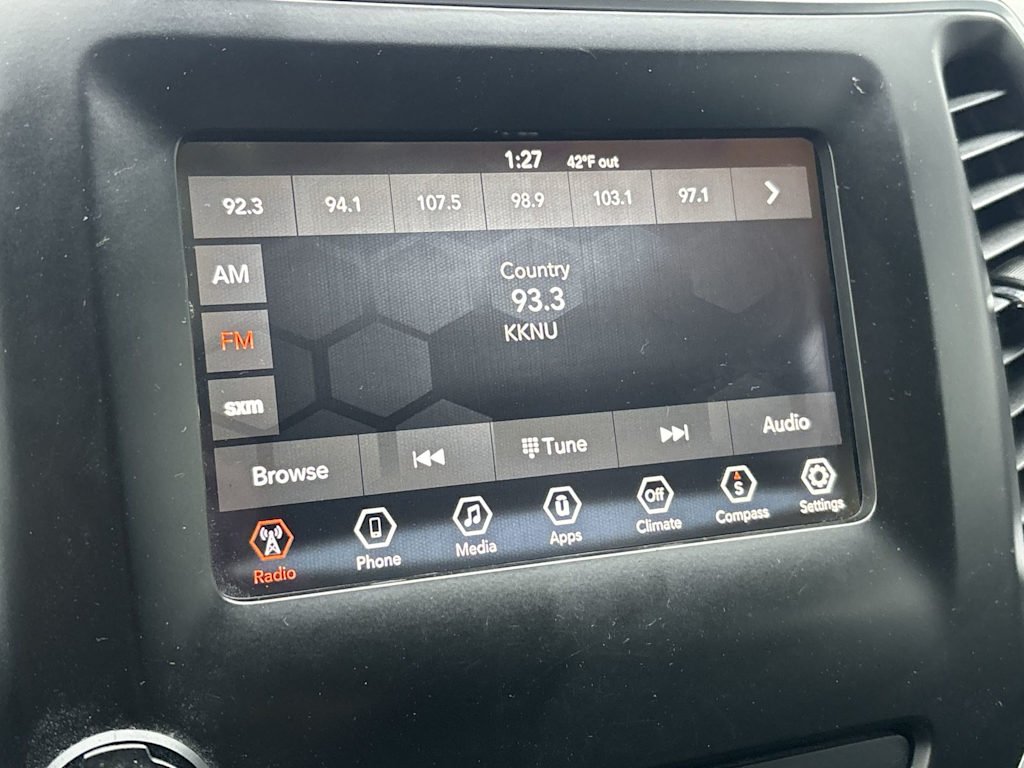 1:27 42°F out
92.3 94.1 107.5 98.9 103.1 97.1
AM
FM
sxm
Country
93.3
KKNU
Browse Tune Audio
Off S
Radio Phone Media Apps Climate Compass Settings